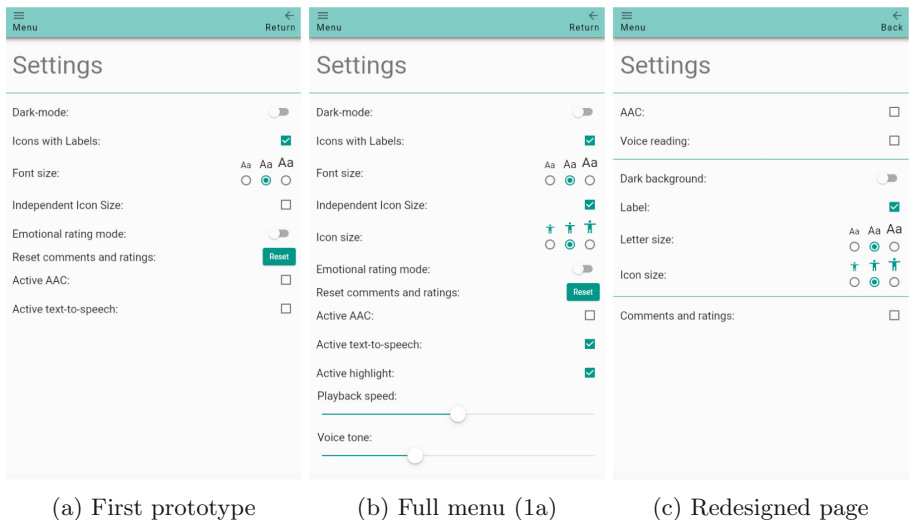 Menu
Return
Settings
Dark-mode:
Icons with Labels:
Font size:
Aa Aa Aa
Independent Icon Size:
Emotional rating mode:
Reset comments and ratings:
Reset
Active AAC:
Active text-to-speech:
(a) First prototype
Menu
Return
Settings
Dark-mode:
Icons with Labels:
Font size:
Aa Aa Aa
Independent Icon Size:
Icon size:
Emotional rating mode:
Reset comments and ratings:
Reset
Active AAC:
Active text-to-speech:
Active highlight:
Playback speed:
Voice tone:
(b) Full menu (1a)
Menu
Back
Settings
AAC:
Voice reading:
Dark background:
Label:
Letter size:
Aa Aa Aa
Icon size:
Comments and ratings:
(c) Redesigned page